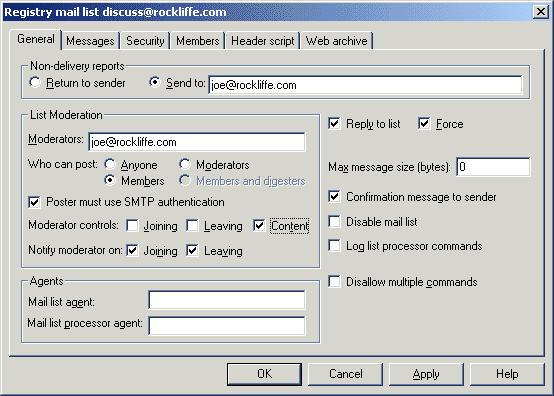 Registry mail list discuss@rockliffe.com
General Messages Security Members Header script Web archive
Non-delivery reports
Return to sender Send to: joe@rockliffe.com
List Moderation
Moderators: joe@rockliffe.com
Who can post: Anyone Moderators
Members Members and digesters
Poster must use SMTP authentication
Moderator controls: Joining Leaving Content
Notify moderator on: Joining Leaving
Reply to list Force
Max message size (bytes): 0
Confirmation message to sender
Disable mail list
Log list processor commands
Disallow multiple commands
Agents
Mail list agent:
Mail list processor agent:
OK Cancel Apply Help